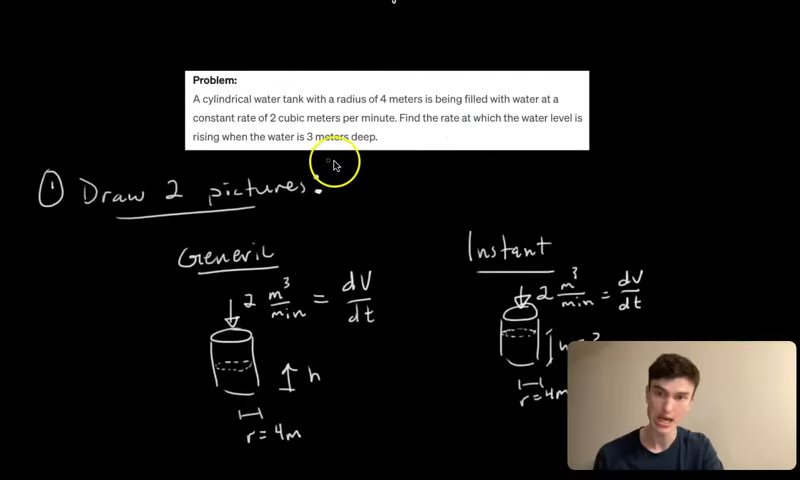 Problem:
A cylindrical water tank with a radius of 4 meters is being filled with water at a
constant rate of 2 cubic meters per minute. Find the rate at which the water level is
rising when the water is 3 meters deep.
① Draw 2 pictures:
Generic
2 m³/min = dV/dt
h
r = 4m
Instant
2 m³/min = dV/dt
r = 4m